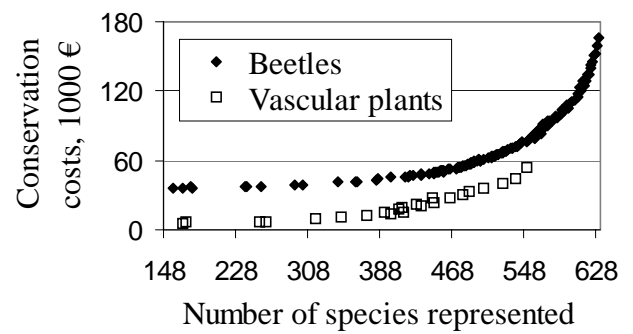 Conservation
costs, 1000 €
180
120
60
0
Beetles
Vascular plants
148 228 308 388 468 548 628
Number of species represented